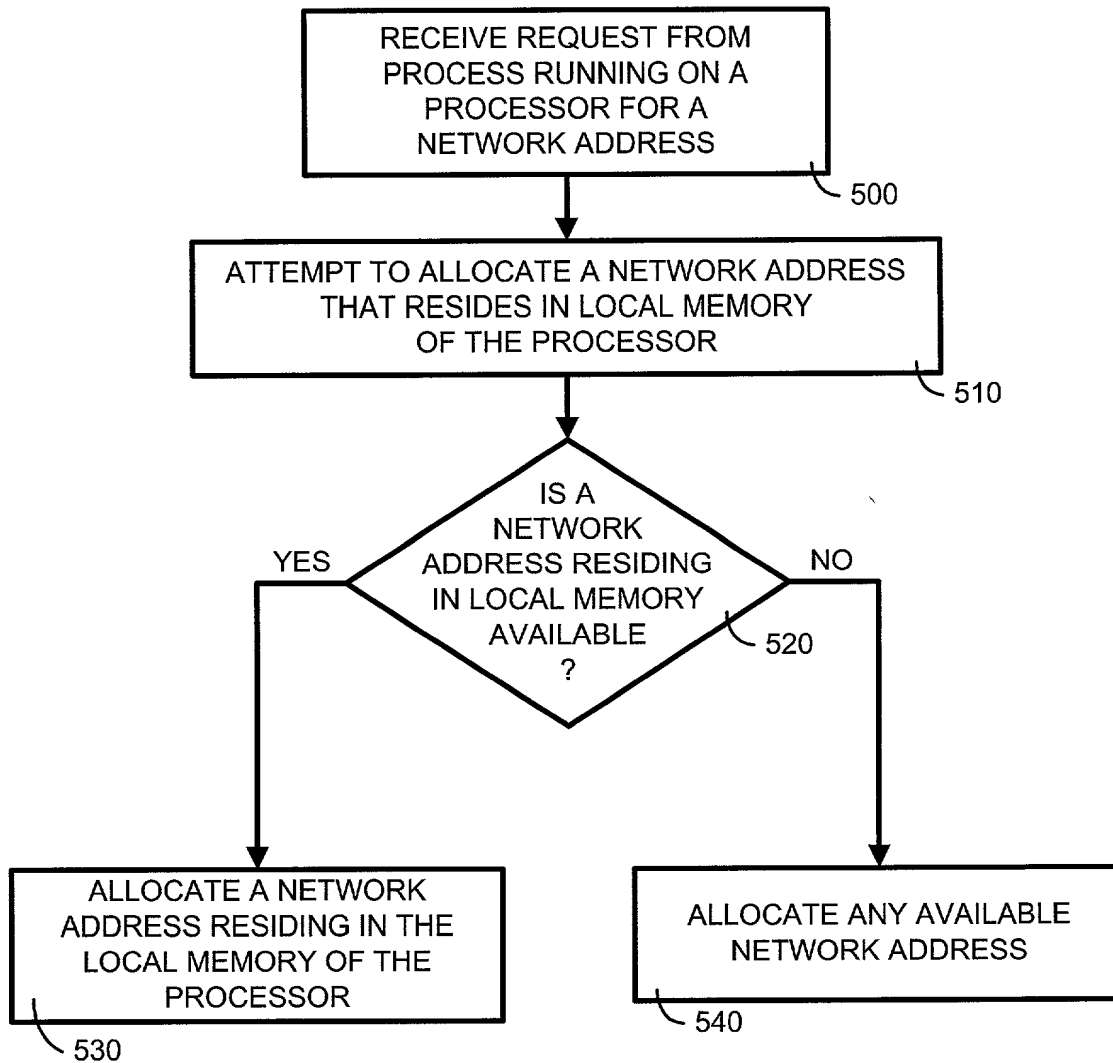 RECEIVE REQUEST FROM
PROCESS RUNNING ON A
PROCESSOR FOR A
NETWORK ADDRESS
500
ATTEMPT TO ALLOCATE A NETWORK ADDRESS
THAT RESIDES IN LOCAL MEMORY
OF THE PROCESSOR
510
IS A
NETWORK
ADDRESS RESIDING
IN LOCAL MEMORY
AVAILABLE
?
520
YES
NO
ALLOCATE A NETWORK
ADDRESS RESIDING IN THE
LOCAL MEMORY OF THE
PROCESSOR
530
ALLOCATE ANY AVAILABLE
NETWORK ADDRESS
540